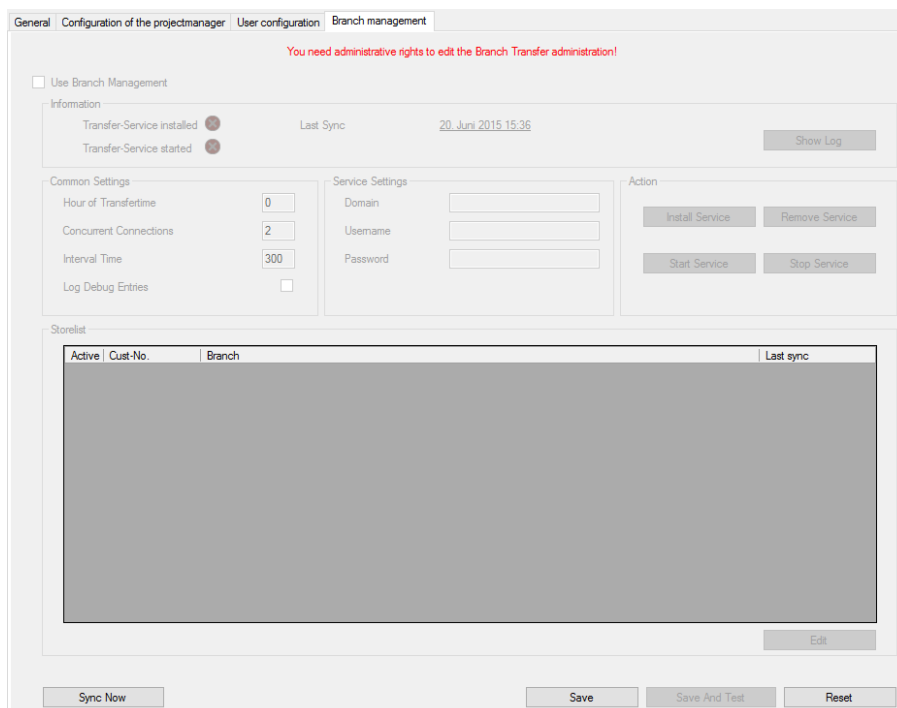 General Configuration of the projectmanager User configuration Branch management
You need administrative rights to edit the Branch Transfer administration!
Use Branch Management
Information
Transfer-Service installed Last Sync 20. Juni 2015 15:36
Transfer-Service started Show Log
Common Settings Service Settings Action
Hour of Transfertime 0 Domain
Install Service Remove Service
Concurrent Connections 2 Username
Interval Time 300 Password
Start Service Stop Service
Log Debug Entries
Storelist
Active Cust-No. Branch Last sync
Edit
Sync Now Save Save And Test Reset